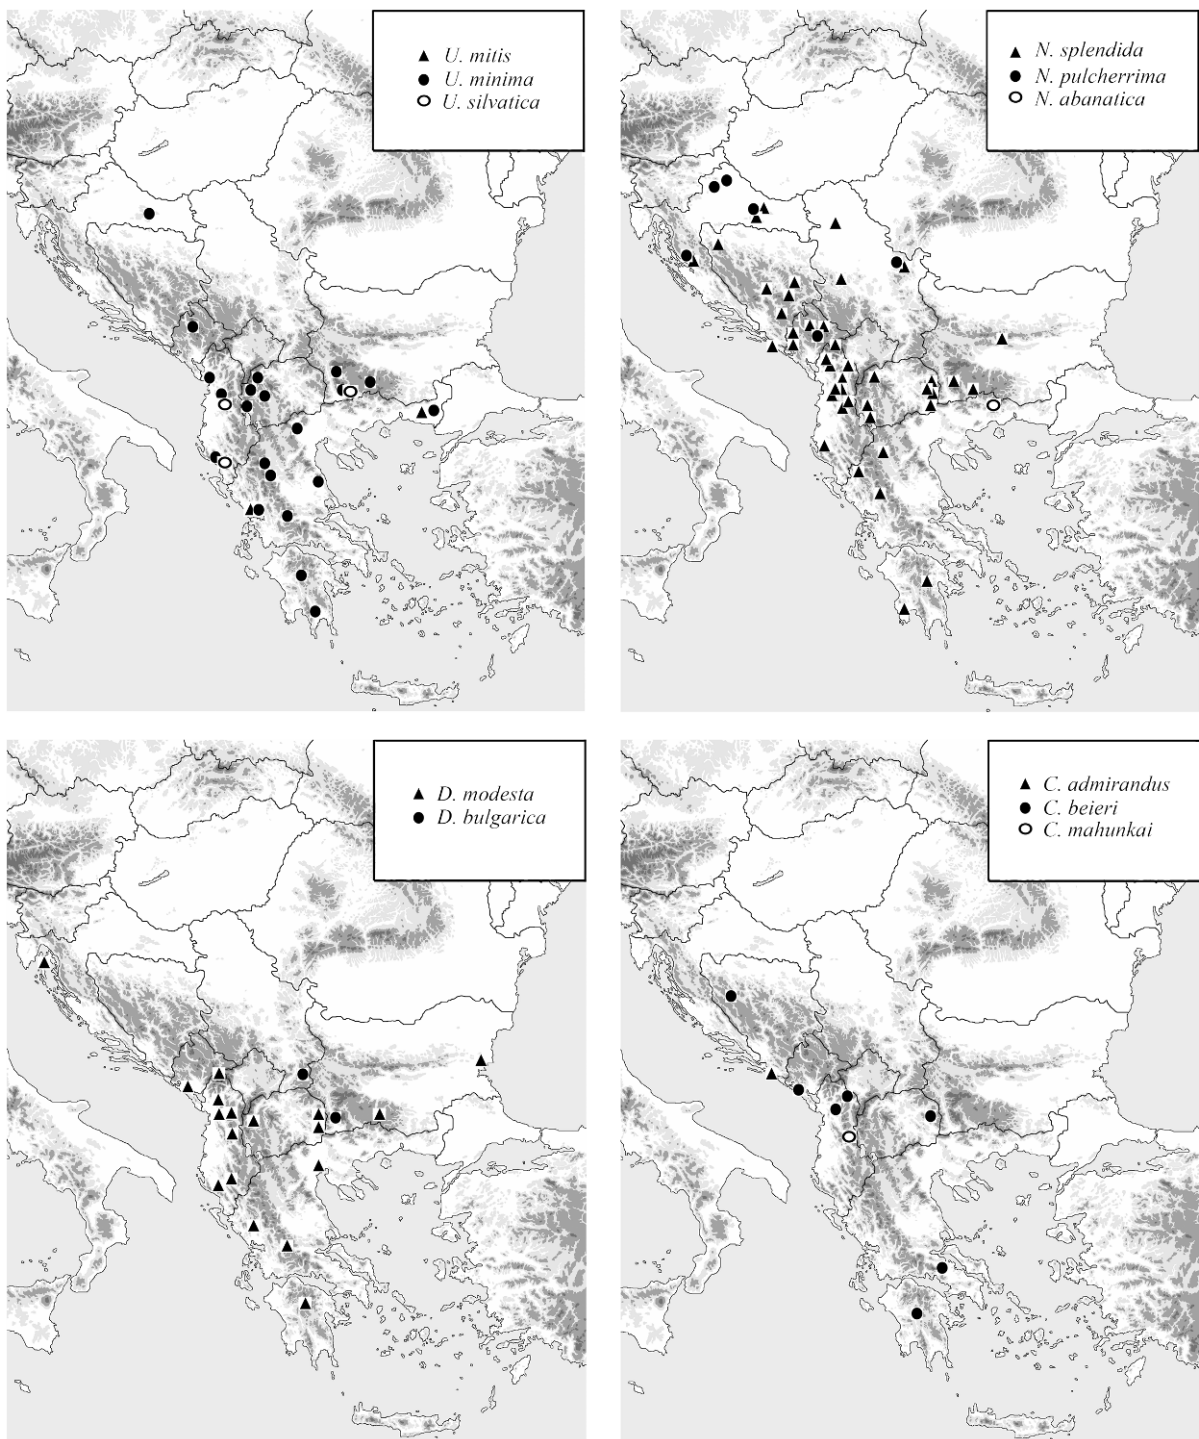 ▲ U. mitis
● U. minima
○ U. silvatica
▲ N. splendida
● N. pulcherrima
○ N. abanatica
▲ D. modesta
● D. bulgarica
▲ C. admirandus
● C. beieri
○ C. mahunkai